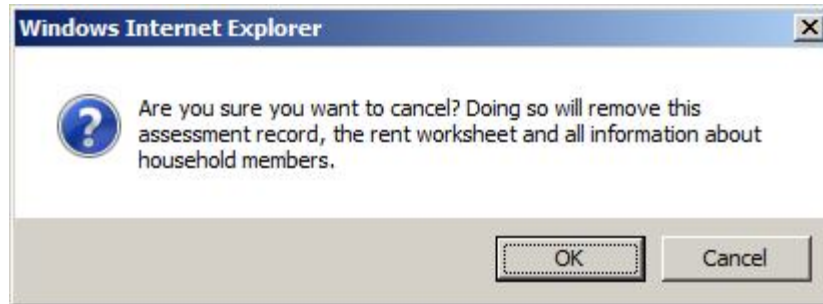 Windows Internet Explorer
Are you sure you want to cancel? Doing so will remove this
assessment record, the rent worksheet and all information about
household members.
OK
Cancel